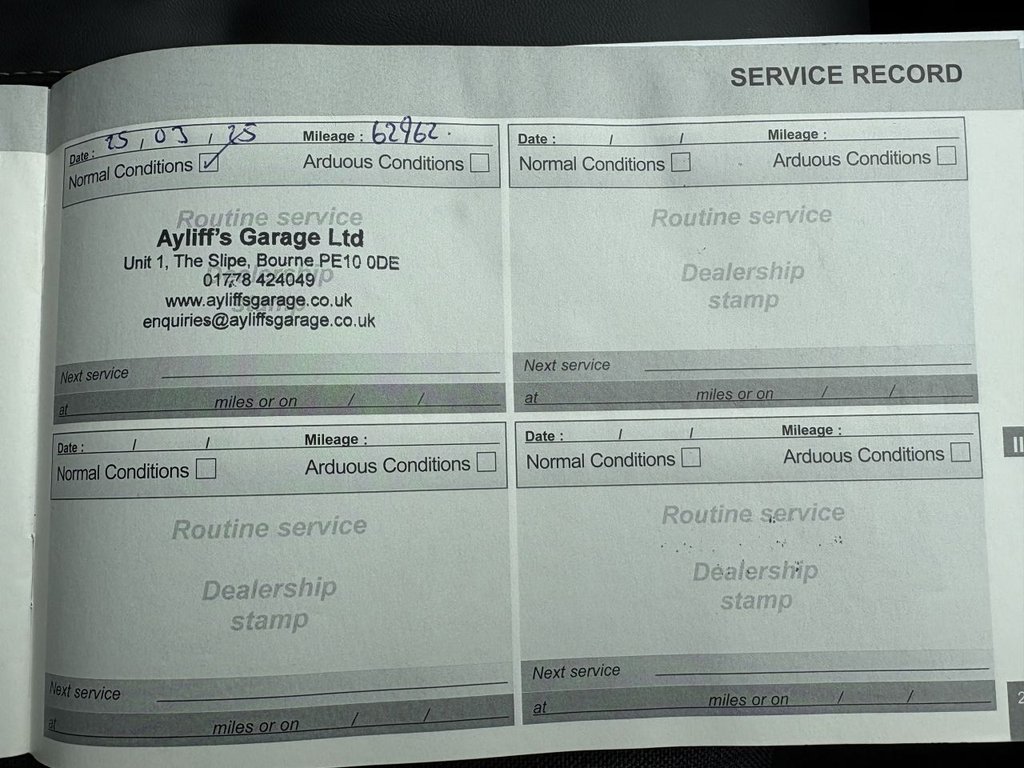 SERVICE RECORD
Date : 25 / 03 / 25 Mileage : 62962.
Normal Conditions Arduous Conditions
Routine service
Ayliff's Garage Ltd
Unit 1, The Slipe, Bourne PE10 0DE
Dealership
01778 424049
stamp
www.ayliffsgarage.co.uk
enquiries@ayliffsgarage.co.uk
Next service
at miles or on / /
Date : / / Mileage :
Normal Conditions Arduous Conditions
Routine service
Dealership
stamp
Next service
at miles or on / /
Date : / / Mileage :
Normal Conditions Arduous Conditions
Routine service
Dealership
stamp
Next service
at miles or on / /
Date : / / Mileage :
Normal Conditions Arduous Conditions
Routine service
Dealership
stamp
Next service
at miles or on / /
II